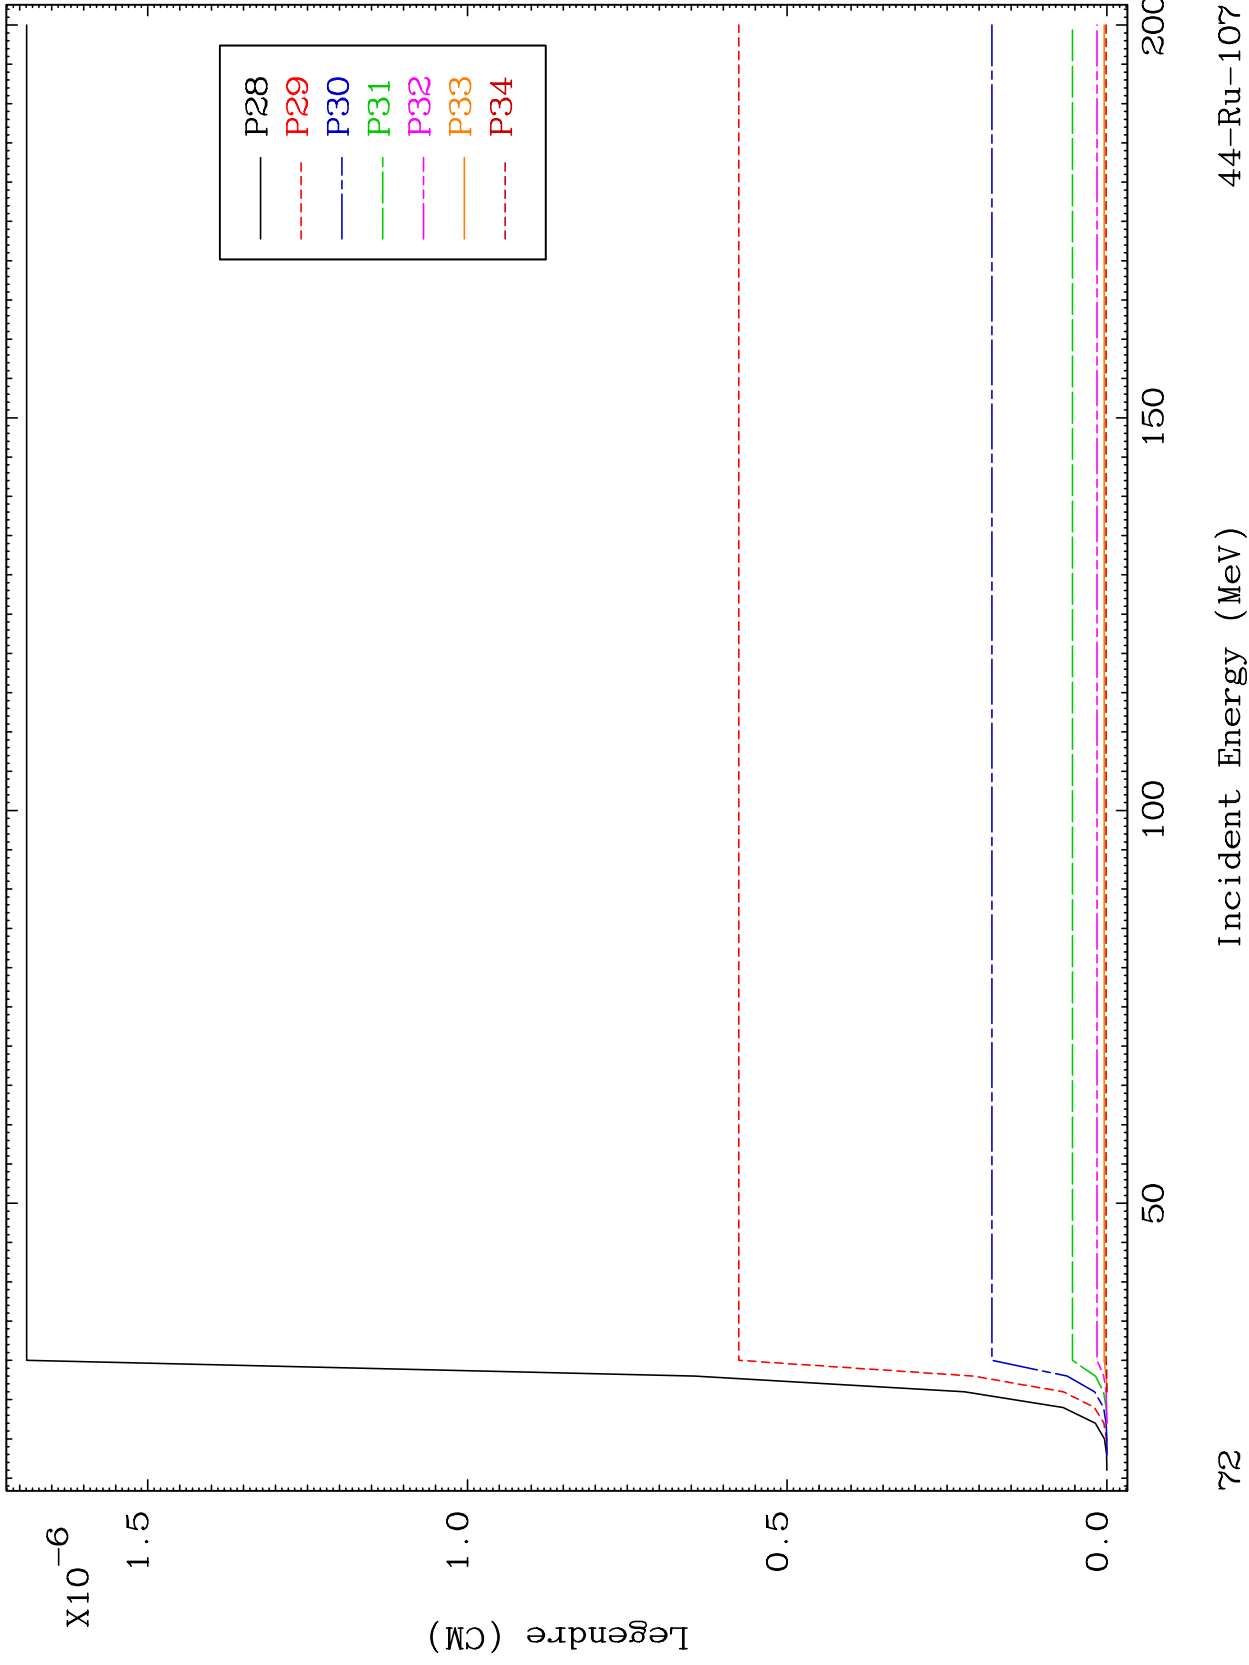 X10-6
1.5
1.0
0.5
0.0
Legendre (CM)
P28
P29
P30
P31
P32
P33
P34
50
100
150
200
Incident Energy (MeV)
72
44-Ru-107